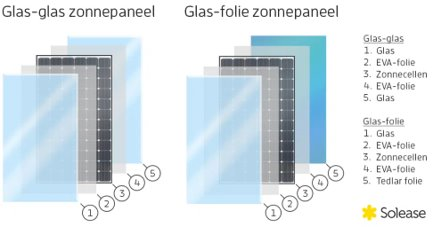 Glas-glas zonnepaneel
Glas-folie zonnepaneel
1
2
3
4
5
1
2
3
4
5
Glas-glas
1. Glas
2. EVA-folie
3. Zonnecellen
4. EVA-folie
5. Glas
Glas-folie
1. Glas
2. EVA-folie
3. Zonnecellen
4. EVA-folie
5. Tedlar folie
Solease